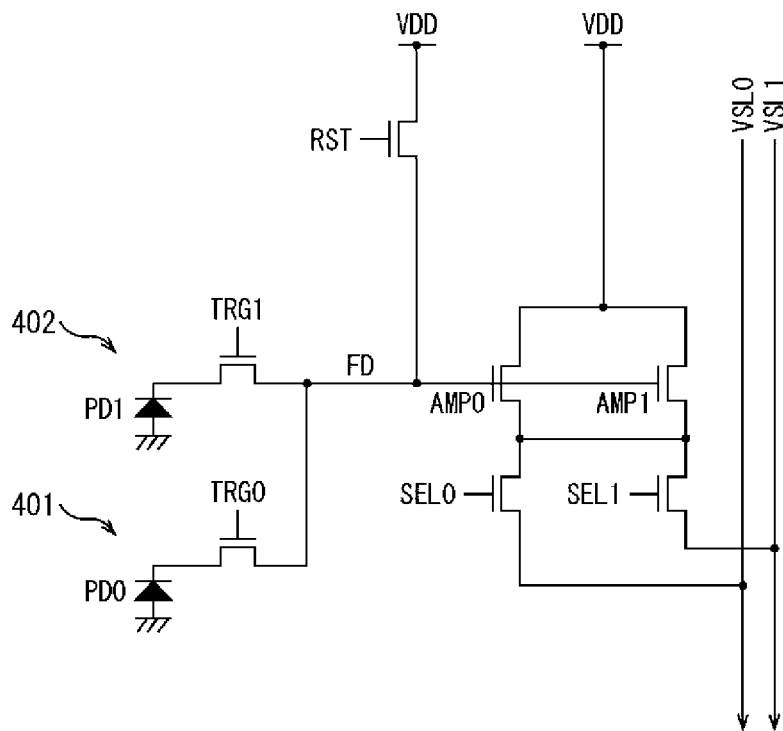 VDD
VDD
VSL0
VSL1
RST
402
TRG1
FD
PD1
AMP0
AMP1
401
TRG0
SEL0
SEL1
PD0